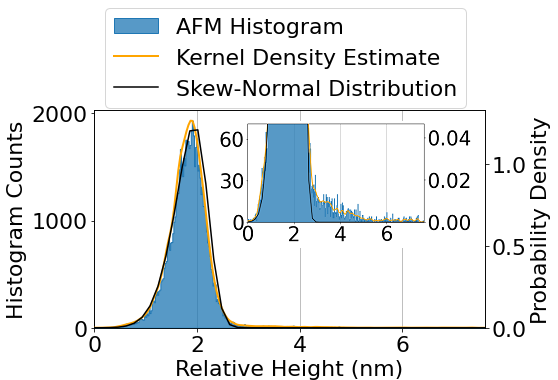 AFM Histogram
Kernel Density Estimate
Skew-Normal Distribution
2000
1000
0
Histogram Counts
60
30
0
0.04
0.02
0.00
0 2 4 6
1.0
0.5
0.0
Probability Density
0 2 4 6
Relative Height (nm)